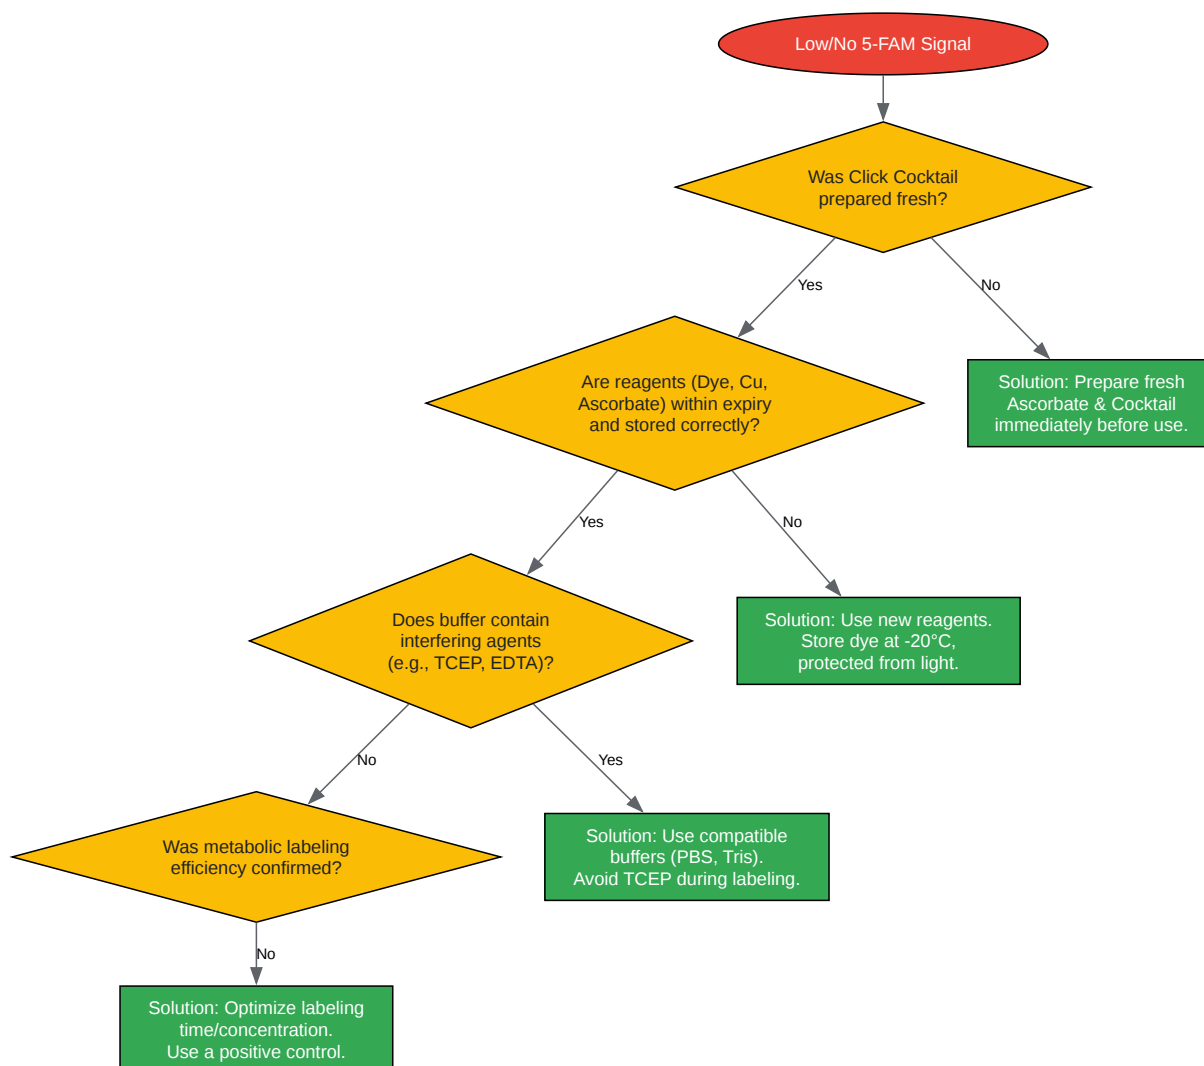 Low/No 5-FAM Signal
Was Click Cocktail
prepared fresh?
Yes
No
Are reagents (Dye, Cu,
Ascorbate) within expiry
and stored correctly?
Solution: Prepare fresh
Ascorbate & Cocktail
immediately before use.
Yes
No
Does buffer contain
interfering agents
(e.g., TCEP, EDTA)?
Solution: Use new reagents.
Store dye at -20°C,
protected from light.
No
Yes
Was metabolic labeling
efficiency confirmed?
Solution: Use compatible
buffers (PBS, Tris).
Avoid TCEP during labeling.
No
Solution: Optimize labeling
time/concentration.
Use a positive control.